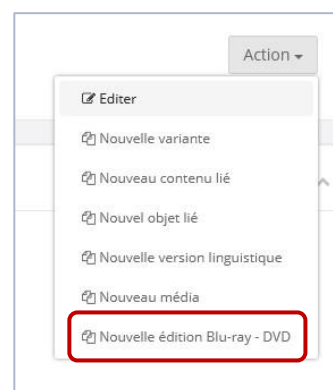 Action
Editer
Nouvelle variante
Nouveau contenu lié
Nouvel objet lié
Nouvelle version linguistique
Nouveau média
Nouvelle édition Blu-ray - DVD